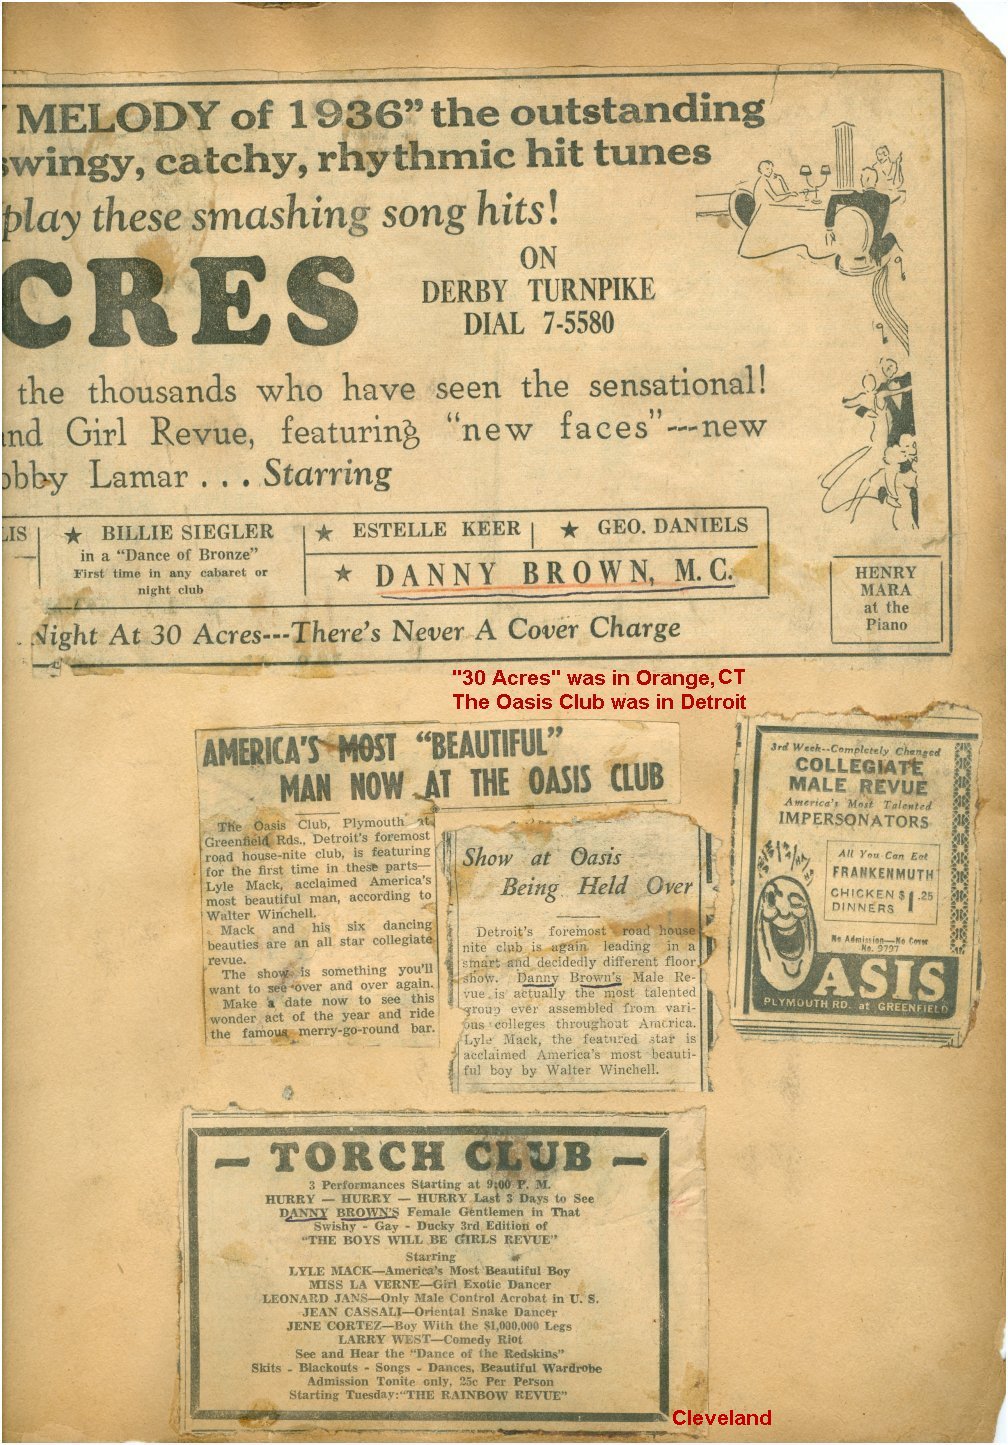 MELODY of 1936" the outstanding
swingy, catchy, rhythmic hit tunes
play these smashing song hits!
CRES
ON
DERBY TURNPIKE
DIAL 7-5580
the thousands who have seen the sensational!
and Girl Revue, featuring "new faces"---new
obby Lamar . . . Starring
LIS
★ BILLIE SIEGLER
in a "Dance of Bronze"
First time in any cabaret or
night club
★ ESTELLE KEER
★ GEO. DANIELS
★ DANNY BROWN, M. C.
HENRY
MARA
at the
Piano
Night At 30 Acres---There's Never A Cover Charge
"30 Acres" was in Orange, CT
The Oasis Club was in Detroit
AMERICA'S MOST "BEAUTIFUL"
MAN NOW AT THE OASIS CLUB
The Oasis Club, Plymouth at
Greenfield Rds., Detroit's foremost
road house-nite club, is featuring
for the first time in these parts—
Lyle Mack, acclaimed America's
most beautiful man, according to
Walter Winchell.
Mack and his six dancing
beauties are an all star collegiate
revue.
The show is something you'll
want to see over and over again.
Make a date now to see this
wonder act of the year and ride
the famous merry-go-round bar.
Show at Oasis
Being Held Over
Detroit's foremost road house
nite club is again leading in a
smart and decidedly different floor
show. Danny Brown's Male Re-
vue is actually the most talented
group ever assembled from vari-
ous colleges throughout America.
Lyle Mack, the featured star is
acclaimed America's most beauti-
ful boy by Walter Winchell.
3rd Week--Completely Changed
COLLEGIATE
MALE REVUE
America's Most Talented
IMPERSONATORS
All You Can Eat
FRANKENMUTH
CHICKEN $1.25
DINNERS
No Admission—No Cover
No. 9797
OASIS
PLYMOUTH RD. at GREENFIELD
— TORCH CLUB —
3 Performances Starting at 9:00 P. M.
HURRY — HURRY — HURRY Last 3 Days to See
DANNY BROWN'S Female Gentlemen in That
Swishy - Gay - Ducky 3rd Edition of
"THE BOYS WILL BE GIRLS REVUE"
Starring
LYLE MACK—America's Most Beautiful Boy
MISS LA VERNE—Girl Exotic Dancer
LEONARD JANS—Only Male Control Acrobat in U. S.
JEAN CASSALI—Oriental Snake Dancer
JENE CORTEZ—Boy With the $1,000,000 Legs
LARRY WEST—Comedy Riot
See and Hear the "Dance of the Redskins"
Skits - Blackouts - Songs - Dances, Beautiful Wardrobe
Admission Tonite only, 25c Per Person
Starting Tuesday: "THE RAINBOW REVUE"
Cleveland